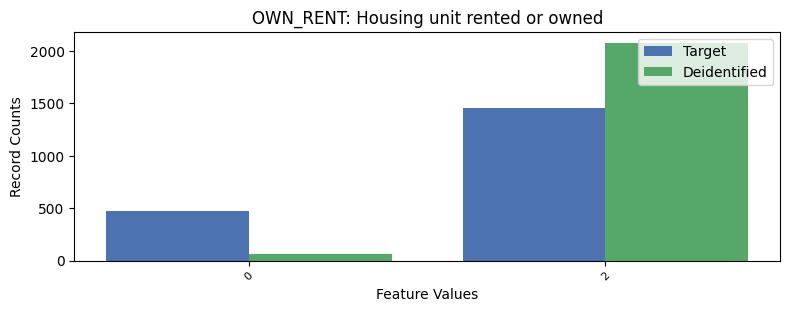 OWN_RENT: Housing unit rented or owned
Target
Deidentified
2000
1500
1000
500
0
Record Counts
0
2
Feature Values